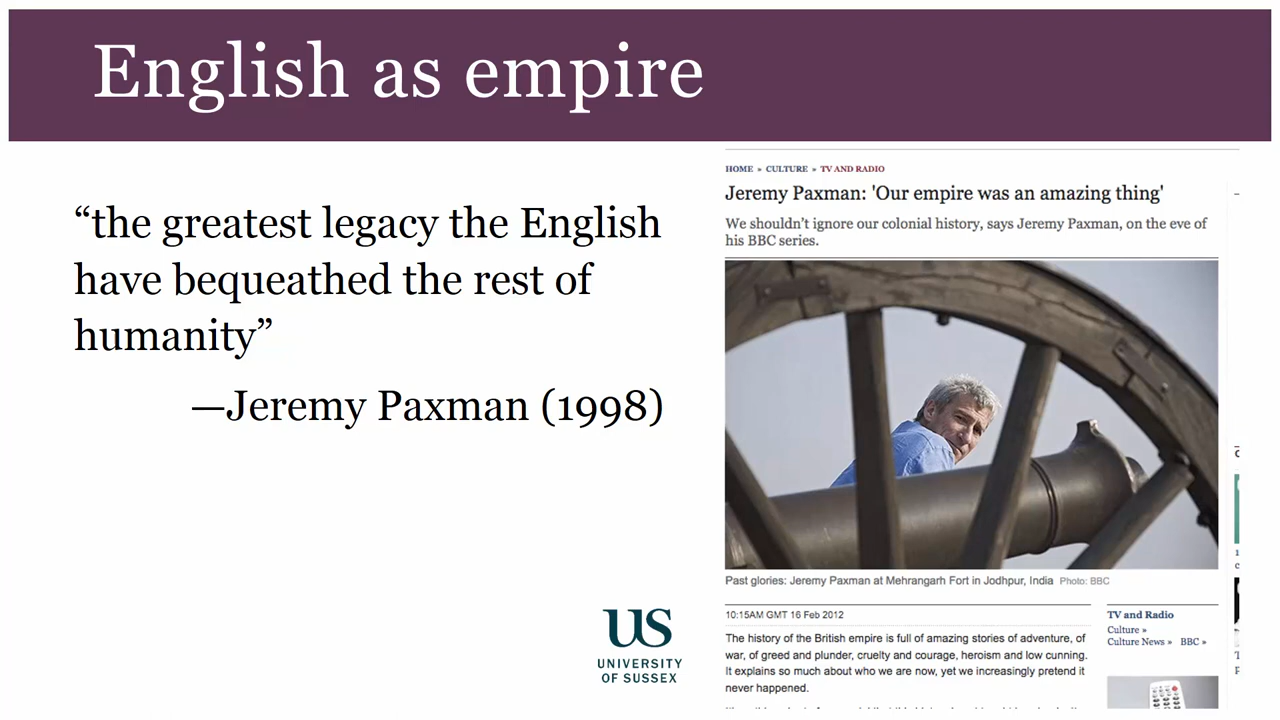 English as empire
“the greatest legacy the English
have bequeathed the rest of
humanity”
—Jeremy Paxman (1998)
US
UNIVERSITY
OF SUSSEX
HOME » CULTURE » TV AND RADIO
Jeremy Paxman: 'Our empire was an amazing thing'
We shouldn't ignore our colonial history, says Jeremy Paxman, on the eve of
his BBC series.
Past glories: Jeremy Paxman at Mehrangarh Fort in Jodhpur, India Photo: BBC
10:15AM GMT 16 Feb 2012
The history of the British empire is full of amazing stories of adventure, of
war, of greed and plunder, cruelty and courage, heroism and low cunning.
It explains so much about who we are now, yet we increasingly pretend it
never happened.
TV and Radio
Culture »
Culture News » BBC »